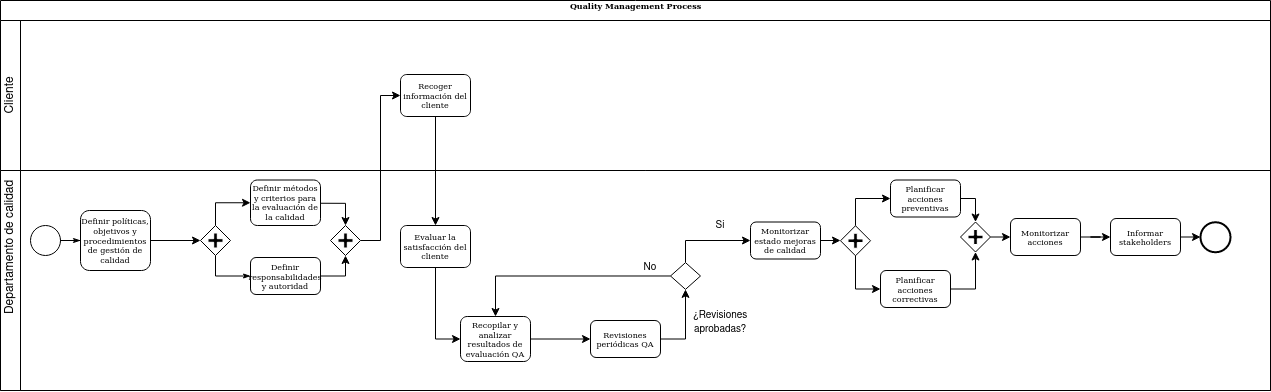 Quality Management Process
Cliente
Recoger
información del
cliente
Departamento de calidad
Definir políticas,
objetivos y
procedimientos
de gestión de
calidad
Definir métodos
y criterios para
la evaluación de
la calidad
Definir
responsabilidades
y autoridad
Evaluar la
satisfacción del
cliente
Recopilar y
analizar
resultados de
evaluación QA
Revisiones
periódicas QA
¿Revisiones
aprobadas?
No
Si
Monitorizar
estado mejoras
de calidad
Planificar
acciones
preventivas
Planificar
acciones
correctivas
Monitorizar
acciones
Informar
stakeholders